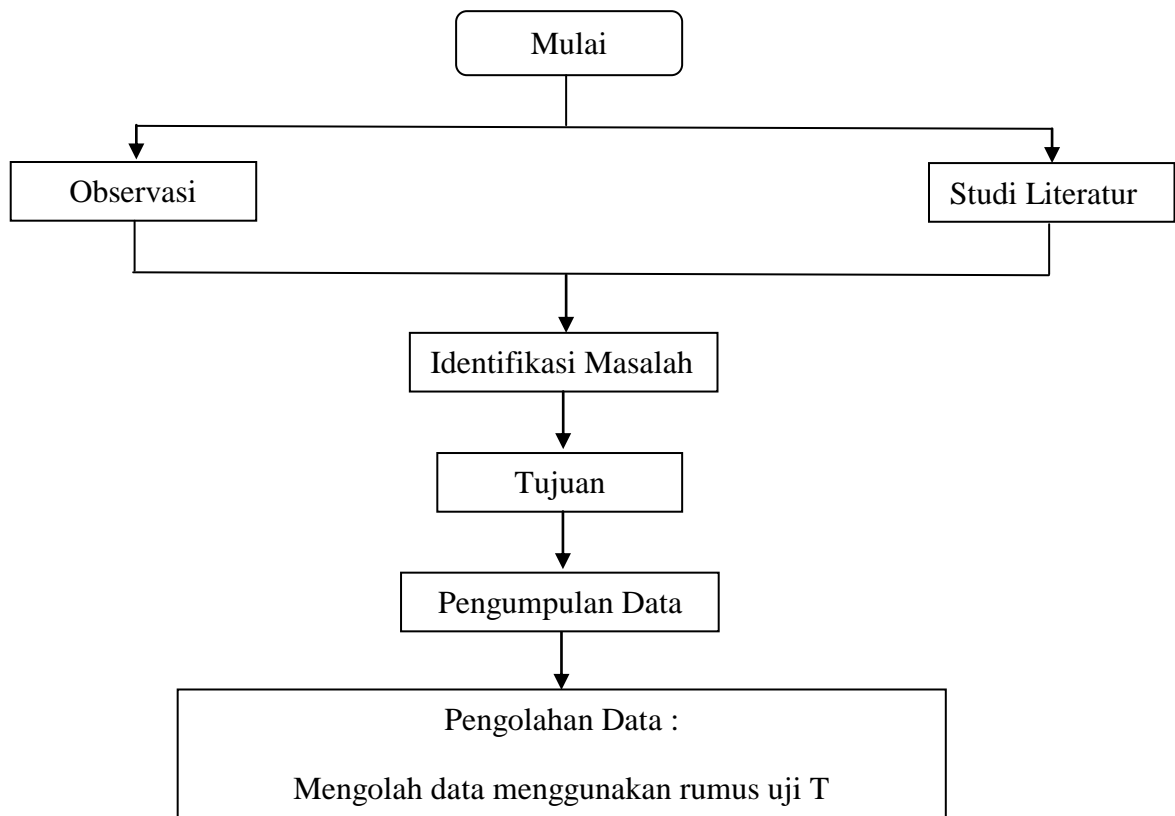 Mulai
Observasi
Studi Literatur
Identifikasi Masalah
Tujuan
Pengumpulan Data
Pengolahan Data :
Mengolah data menggunakan rumus uji T